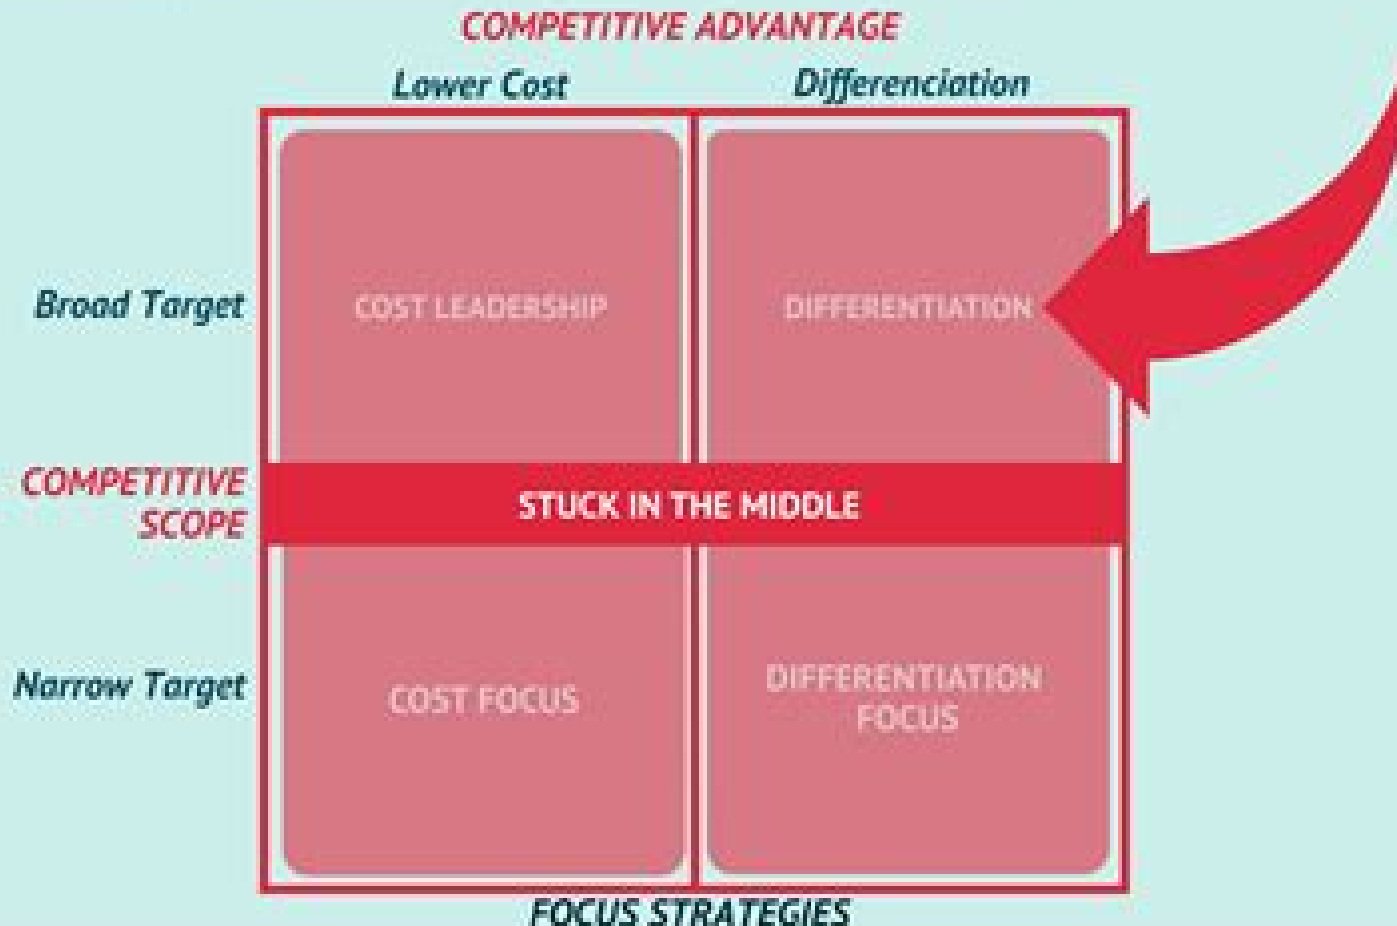 COMPETITIVE ADVANTAGE
Lower Cost
Differenciation
Broad Target
COST LEADERSHIP
DIFFERENTIATION
COMPETITIVE
SCOPE
STUCK IN THE MIDDLE
Narrow Target
COST FOCUS
DIFFERENTIATION
FOCUS
FOCUS STRATEGIES